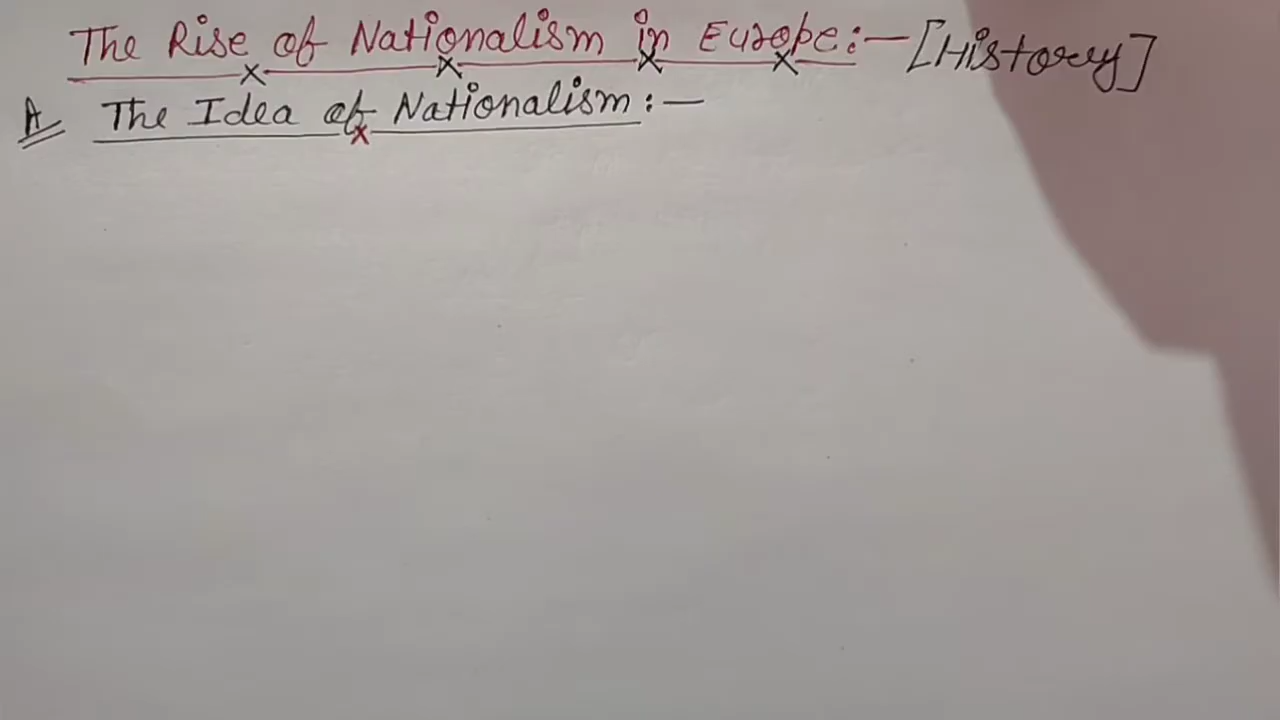 The Rise of Nationalism in Europe:- [History]
A The Idea of Nationalism:-